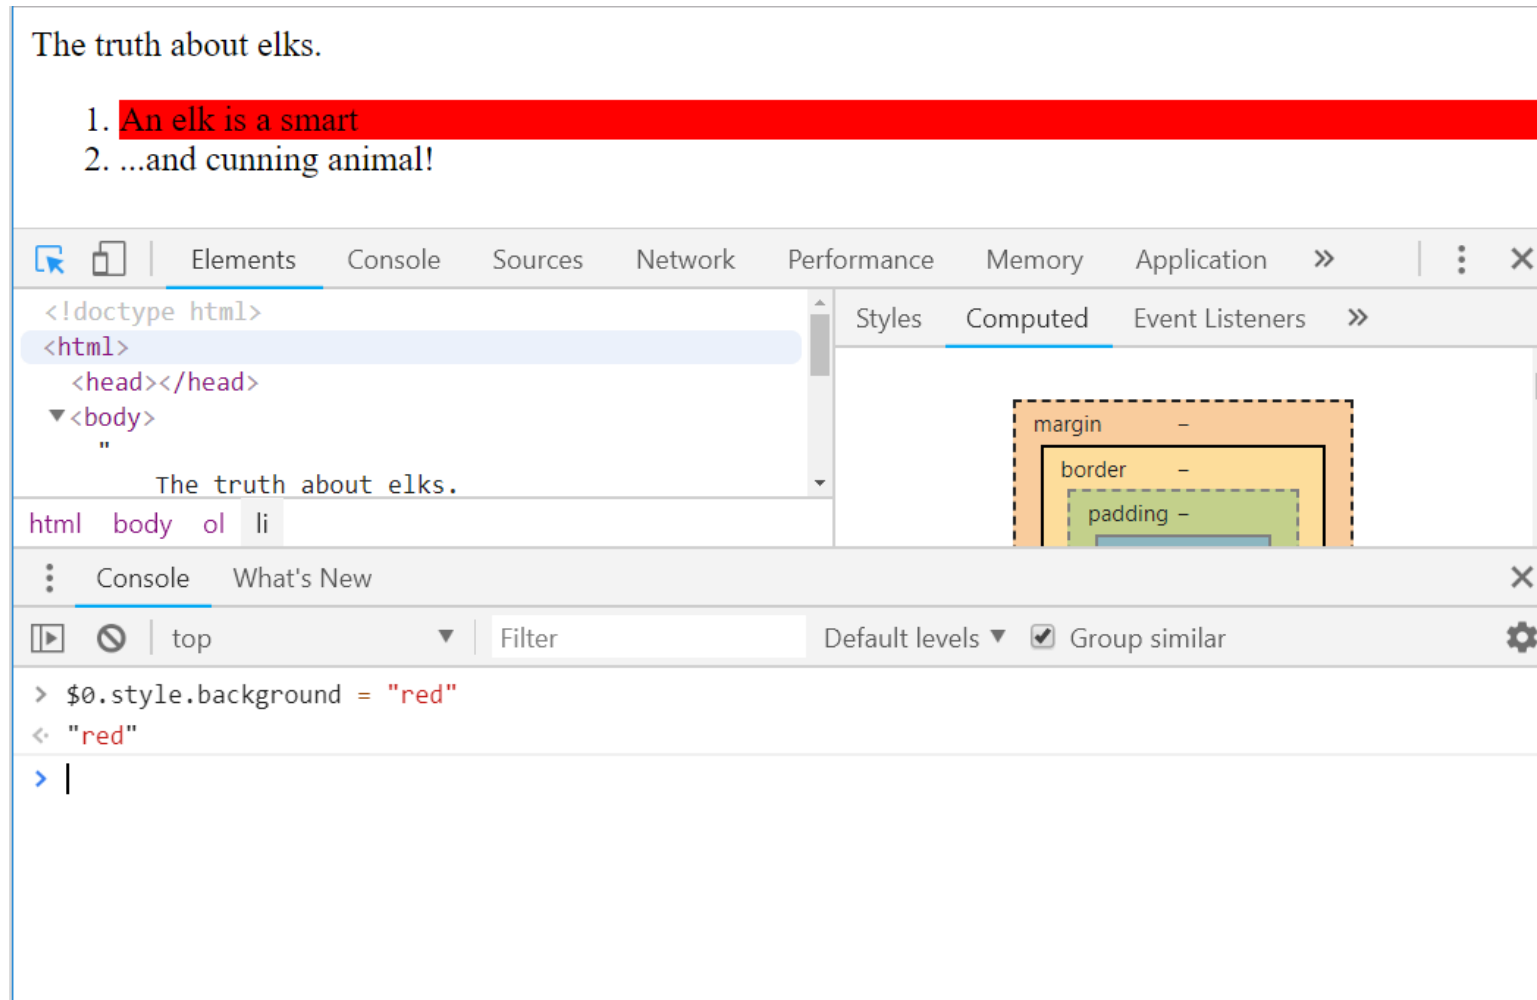 The truth about elks.
1. An elk is a smart
2. ...and cunning animal!
Elements Console Sources Network Performance Memory Application »
<!doctype html>
<html>
<head></head>
▼<body>
"
The truth about elks.
html body ol li
Styles Computed Event Listeners »
margin –
border –
padding –
Console What's New
top ▼ Filter Default levels ▼ Group similar
> $0.style.background = "red"
<· "red"
>